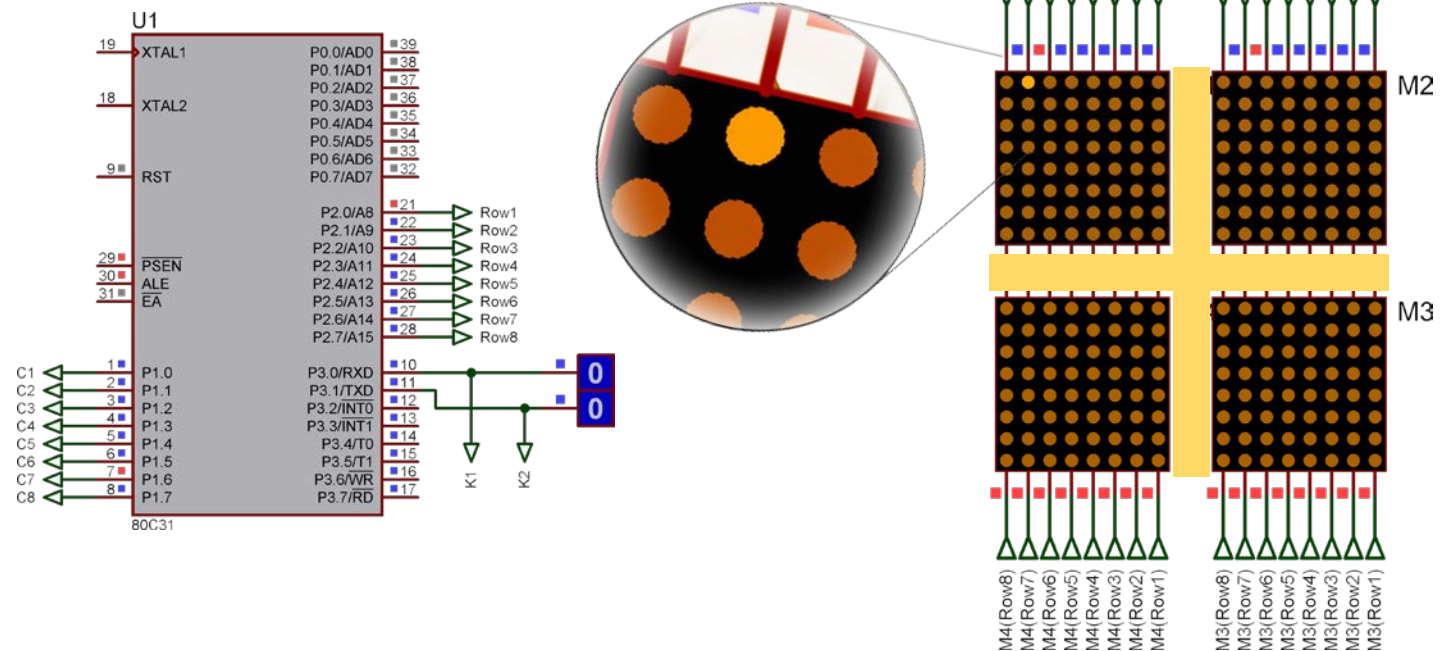 U1
19
XTAL1
18
XTAL2
9
RST
29
PSEN
30
ALE
31
EA
1
P1.0
2
P1.1
3
P1.2
4
P1.3
5
P1.4
6
P1.5
7
P1.6
8
P1.7
C1
C2
C3
C4
C5
C6
C7
C8
P0.0/AD0
39
P0.1/AD1
38
P0.2/AD2
37
P0.3/AD3
36
P0.4/AD4
35
P0.5/AD5
34
P0.6/AD6
33
P0.7/AD7
32
P2.0/A8
21
Row1
P2.1/A9
22
Row2
P2.2/A10
23
Row3
P2.3/A11
24
Row4
P2.4/A12
25
Row5
P2.5/A13
26
Row6
P2.6/A14
27
Row7
P2.7/A15
28
Row8
P3.0/RXD
10
P3.1/TXD
11
P3.2/INT0
12
P3.3/INT1
13
P3.4/T0
14
P3.5/T1
15
P3.6/WR
16
P3.7/RD
17
80C31
0
0
K1
K2
M2
M3
M4(Row8)
M4(Row7)
M4(Row6)
M4(Row5)
M4(Row4)
M4(Row3)
M4(Row2)
M4(Row1)
M3(Row8)
M3(Row7)
M3(Row6)
M3(Row5)
M3(Row4)
M3(Row3)
M3(Row2)
M3(Row1)